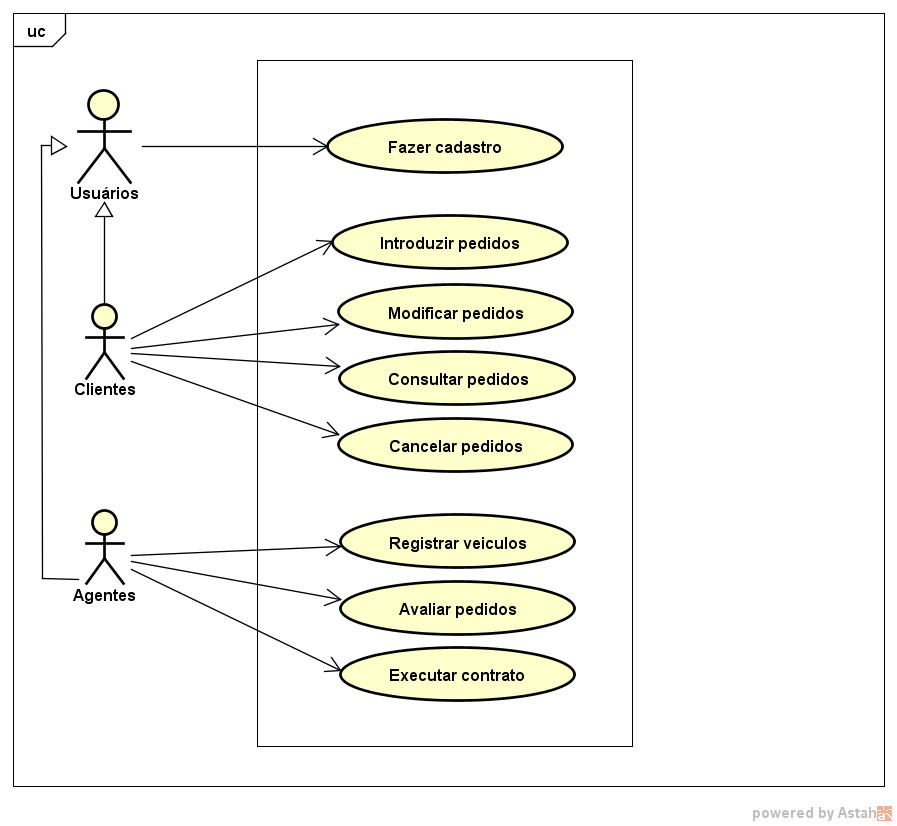 uc
Usuários
Fazer cadastro
Introduzir pedidos
Modificar pedidos
Clientes
Consultar pedidos
Cancelar pedidos
Registrar veiculos
Agentes
Avaliar pedidos
Executar contrato
powered by Astah